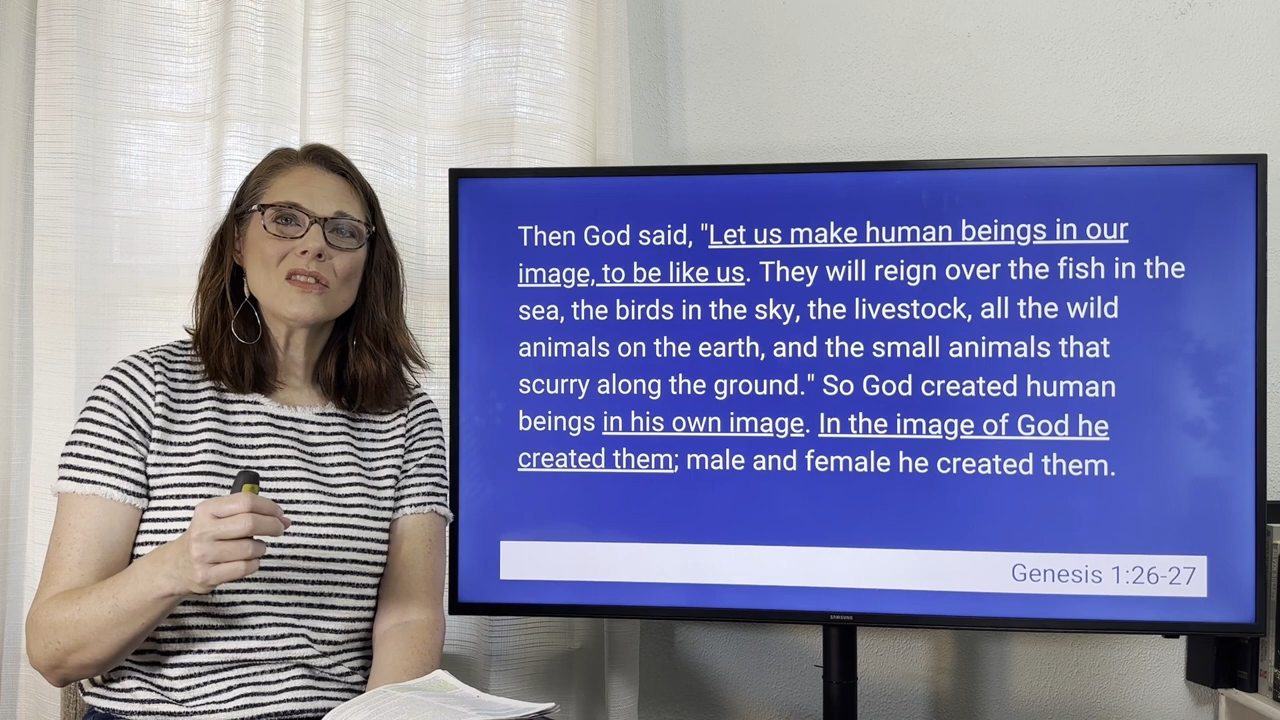 Then God said, "Let us make human beings in our
image, to be like us. They will reign over the fish in the
sea, the birds in the sky, the livestock, all the wild
animals on the earth, and the small animals that
scurry along the ground." So God created human
beings in his own image. In the image of God he
created them; male and female he created them.
Genesis 1:26-27
SAMSUNG